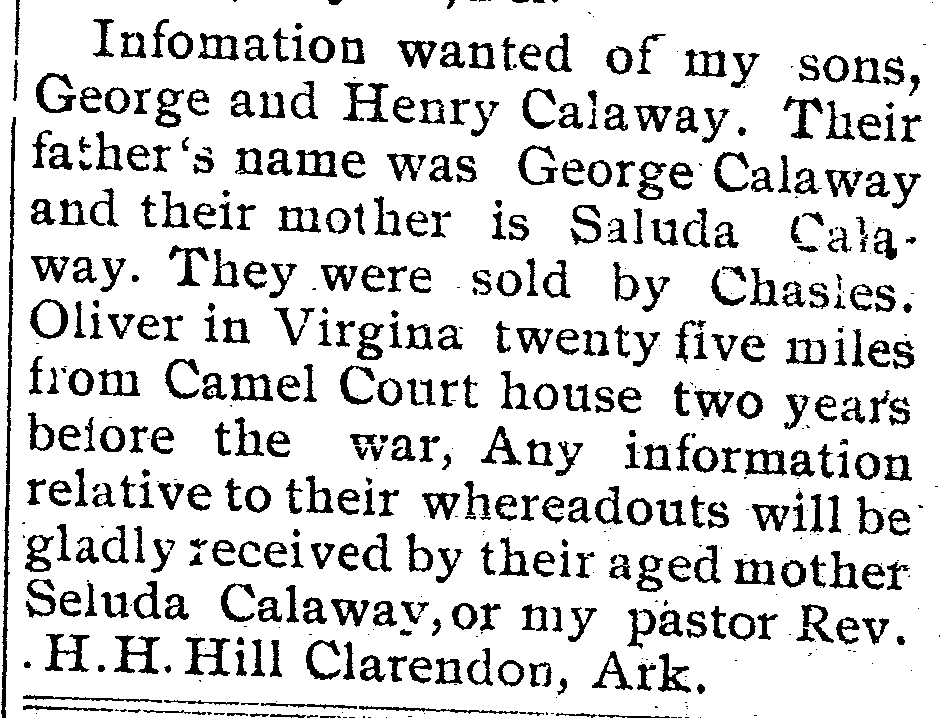 Infomation wanted of my sons,
George and Henry Calaway. Their
father's name was George Calaway
and their mother is Saluda Cala-
way. They were sold by Chasies.
Oliver in Virgina twenty five miles
from Camel Court house two years
before the war, Any information
relative to their whereadouts will be
gladly received by their aged mother
Seluda Calaway, or my pastor Rev.
H. H. Hill Clarendon, Ark.